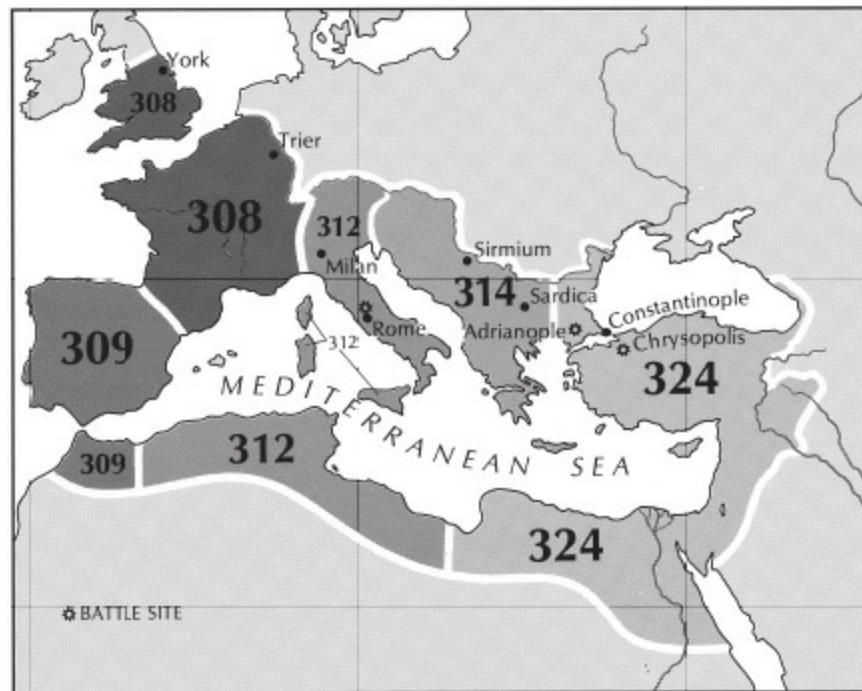 York
308
Trier
308
312
Milan
Sirmium
314
Sardica
Constantinople
Adrianople
Chrysopolis
Rome
309
312
324
MEDITERRANEAN SEA
309
312
324
BATTLE SITE